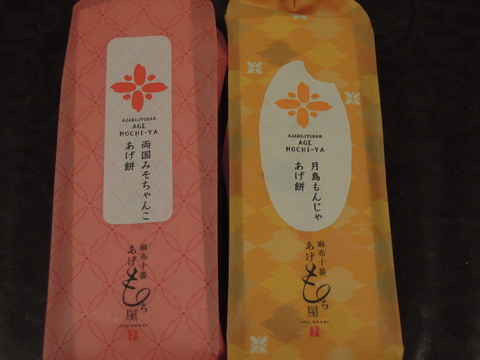 AZABUJYUBAN
AGE
MOCHI-YA
両国みそちゃんこ
あげ餅
麻布十番
あげもち屋
AZABUJYUBAN
AGE
MOCHI-YA
月島もんじゃ
あげ餅
麻布十番
あげもち屋